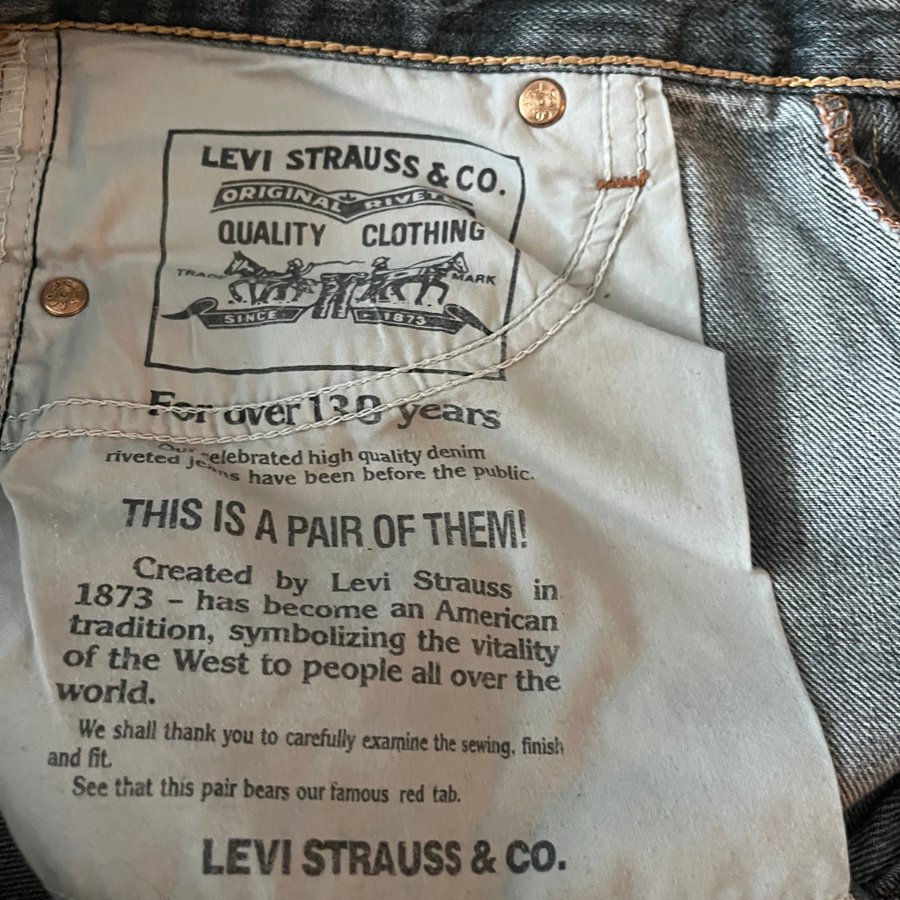 LEVI STRAUSS & CO.
ORIGINAL RIVET
QUALITY CLOTHING
TRADE MARK
SINCE 1873
For over 130 years
Our celebrated high quality denim
riveted jeans have been before the public.
THIS IS A PAIR OF THEM!
Created by Levi Strauss in
1873 – has become an American
tradition, symbolizing the vitality
of the West to people all over the
world.
We shall thank you to carefully examine the sewing, finish
and fit.
See that this pair bears our famous red tab.
LEVI STRAUSS & CO.